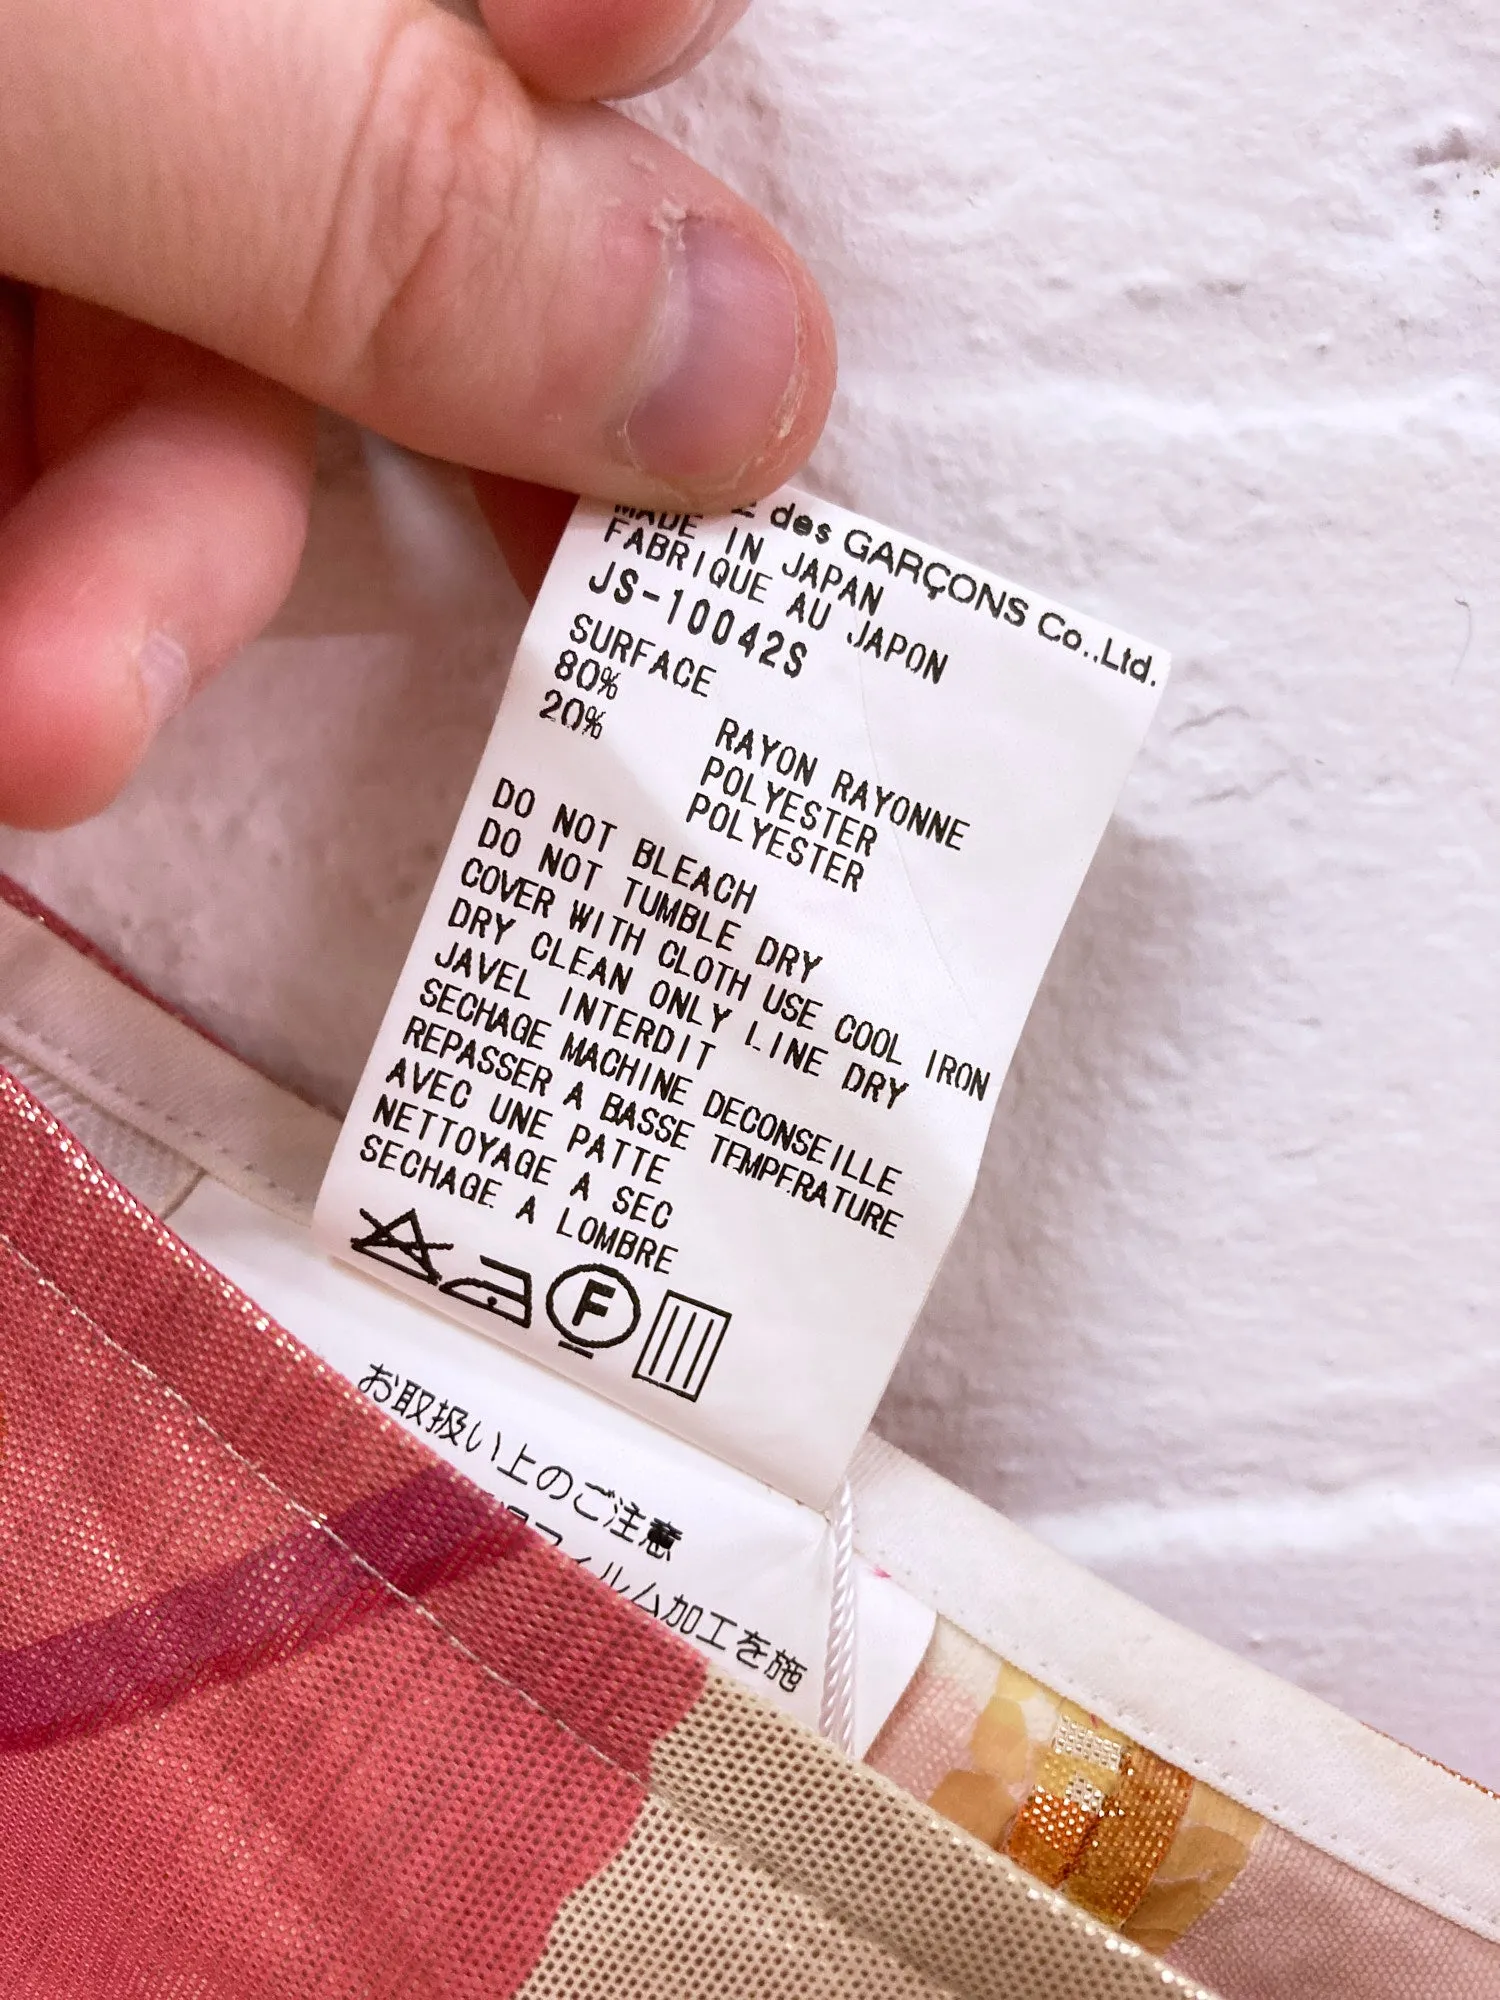 des GARÇONS Co.,Ltd.
MADE IN JAPAN
FABRIQUE AU JAPON
JS-10042S
SURFACE
80% RAYON RAYONNE
20% POLYESTER
POLYESTER
DO NOT BLEACH
DO NOT TUMBLE DRY
COVER WITH CLOTH USE COOL IRON
DRY CLEAN ONLY LINE DRY
JAVEL INTERDIT
SECHAGE MACHINE DECONSEILLE
REPASSER A BASSE TEMPERATURE
AVEC UNE PATTE
NETTOYAGE A SEC
SECHAGE A LOMBRE
F
お取扱い上のご注意
フィルム加工を施